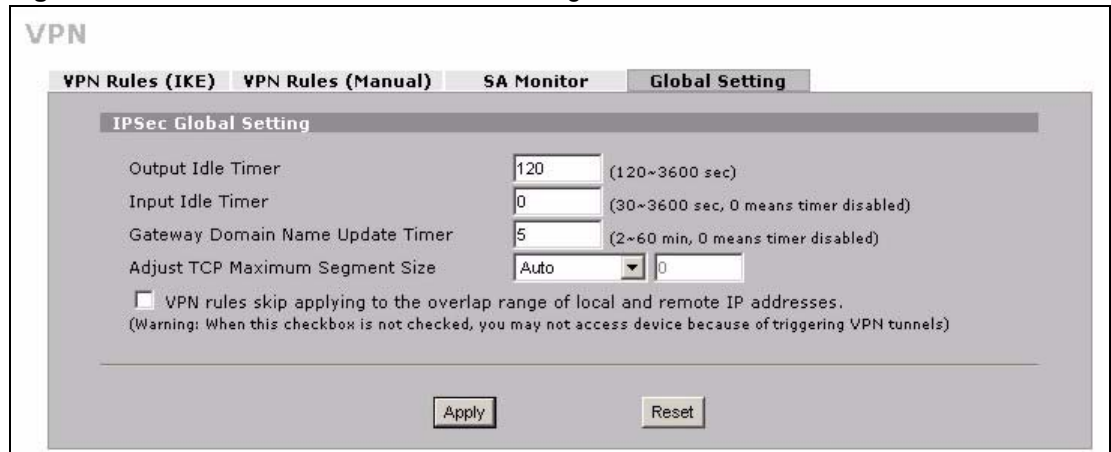 VPN
VPN Rules (IKE) VPN Rules (Manual) SA Monitor Global Setting
IPSec Global Setting
Output Idle Timer 120 (120~3600 sec)
Input Idle Timer 0 (30~3600 sec, 0 means timer disabled)
Gateway Domain Name Update Timer 5 (2~60 min, 0 means timer disabled)
Adjust TCP Maximum Segment Size Auto 0
VPN rules skip applying to the overlap range of local and remote IP addresses.
(Warning: When this checkbox is not checked, you may not access device because of triggering VPN tunnels)
Apply Reset